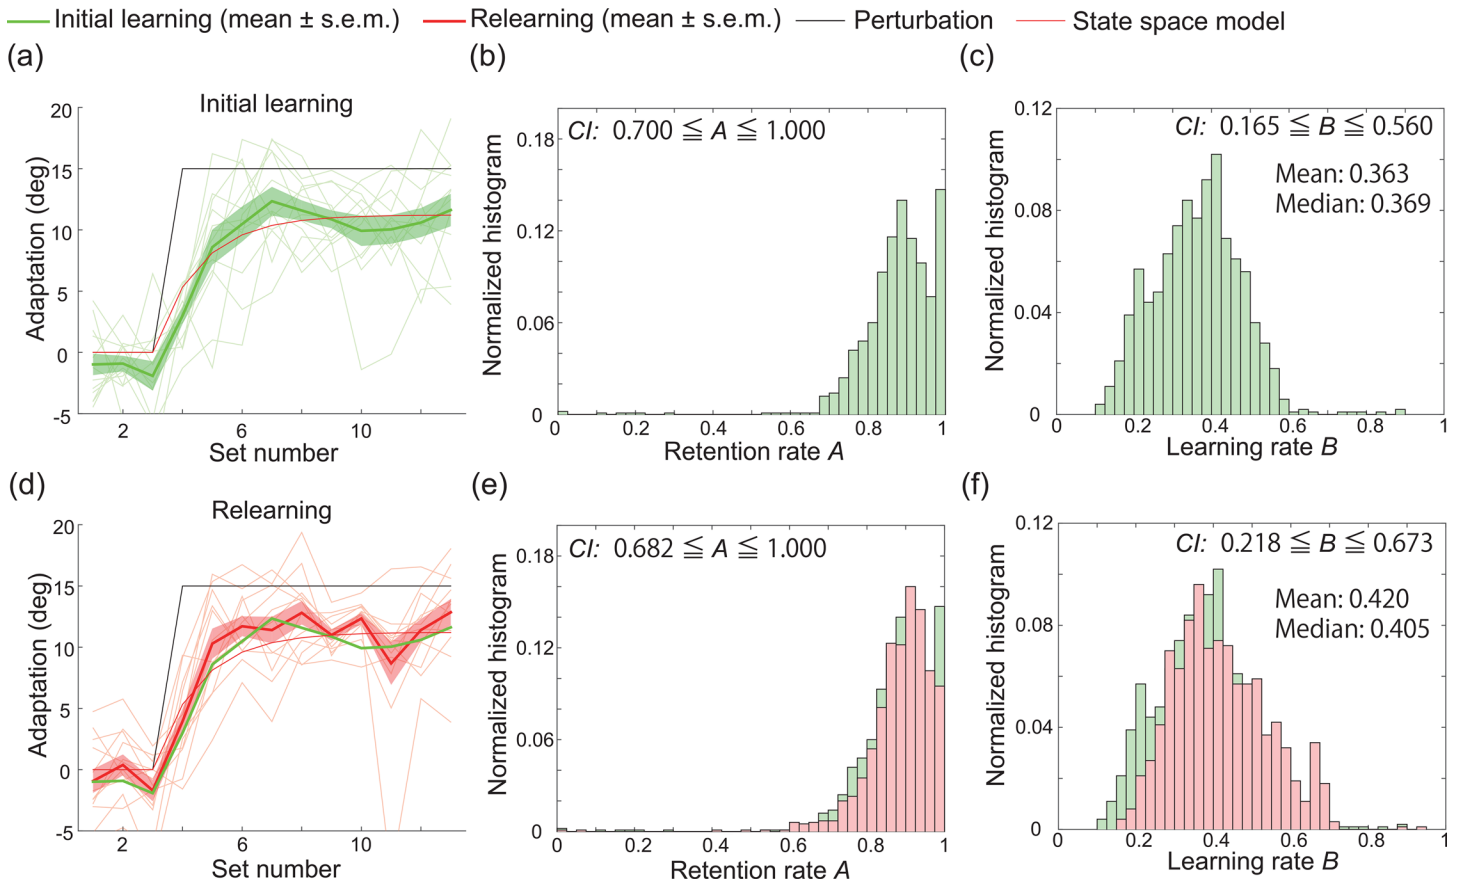 Initial learning (mean ± s.e.m.) Relearning (mean ± s.e.m.) Perturbation State space model
(a)
Initial learning
Adaptation (deg)
20
15
10
5
0
-5
2 6 10
Set number
(b)
CI: 0.700 ≦ A ≦ 1.000
Normalized histogram
0.18
0.12
0.06
0
0 0.2 0.4 0.6 0.8 1
Retention rate A
(c)
CI: 0.165 ≦ B ≦ 0.560
Mean: 0.363
Median: 0.369
Normalized histogram
0.12
0.08
0.04
0
0 0.2 0.4 0.6 0.8 1
Learning rate B
(d)
Relearning
Adaptation (deg)
20
15
10
5
0
-5
2 6 10
Set number
(e)
CI: 0.682 ≦ A ≦ 1.000
Normalized histogram
0.18
0.12
0.06
0
0 0.2 0.4 0.6 0.8 1
Retention rate A
(f)
CI: 0.218 ≦ B ≦ 0.673
Mean: 0.420
Median: 0.405
Normalized histogram
0.12
0.08
0.04
0
0 0.2 0.4 0.6 0.8 1
Learning rate B